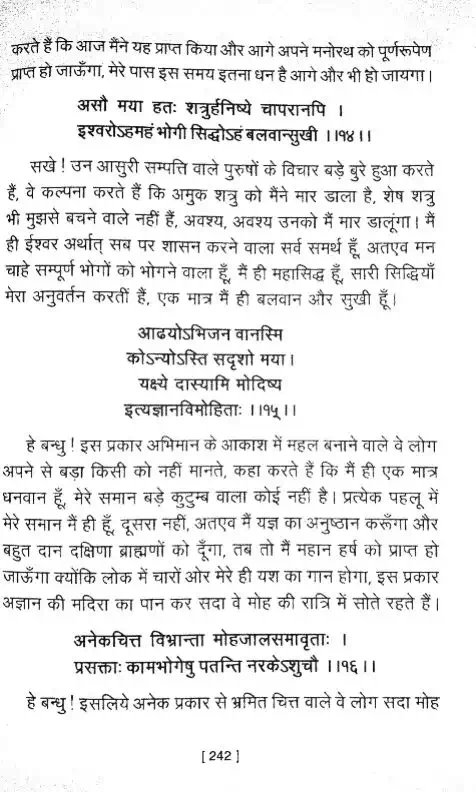 करते हैं कि आज मैंने यह प्राप्त किया और आगे अपने मनोरथ को पूर्णरूपेण
प्राप्त हो जाऊँगा, मेरे पास इस समय इतना धन है आगे और भी हो जायगा।
असौ मया हतः शत्रुर्हनिष्ये चापरानपि ।
इश्वरोऽहमहं भोगी सिद्धोऽहं बलवान्सुखी ।।१४।।
सखे ! उन आसुरी सम्पत्ति वाले पुरुषों के विचार बड़े बुरे हुआ करते
हैं, वे कल्पना करते हैं कि अमुक शत्रु को मैंने मार डाला है, शेष शत्रु
भी मुझसे बचने वाले नहीं हैं, अवश्य, अवश्य उनको मैं मार डालूंगा। मैं
ही ईश्वर अर्थात् सब पर शासन करने वाला सर्व समर्थ हूँ, अतएव मन
चाहे सम्पूर्ण भोगों को भोगने वाला हूँ, मैं ही महासिद्ध हूँ, सारी सिद्धियाँ
मेरा अनुवर्तन करतीं हैं, एक मात्र मैं ही बलवान और सुखी हूँ।
आढयोऽभिजन वानस्मि
कोऽन्योऽस्ति सदृशो मया।
यक्ष्ये दास्यामि मोदिष्य
इत्यज्ञानविमोहिताः ।।१५।।
हे बन्धु ! इस प्रकार अभिमान के आकाश में महल बनाने वाले वे लोग
अपने से बड़ा किसी को नहीं मानते, कहा करते हैं कि मैं ही एक मात्र
धनवान हूँ, मेरे समान बड़े कुटुम्ब वाला कोई नहीं है। प्रत्येक पहलू में
मेरे समान मैं ही हूँ, दूसरा नहीं, अतएव मैं यज्ञ का अनुष्ठान करूँगा और
बहुत दान दक्षिणा ब्राह्मणों को दूँगा, तब तो मैं महान हर्ष को प्राप्त हो
जाऊँगा क्योंकि लोक में चारों ओर मेरे ही यश का गान होगा, इस प्रकार
अज्ञान की मदिरा का पान कर सदा वे मोह की रात्रि में सोते रहते हैं।
अनेकचित्त विभ्रान्ता मोहजालसमावृताः ।
प्रसक्ताः कामभोगेषु पतन्ति नरकेऽशुचौ ।।१६।।
हे बन्धु ! इसलिये अनेक प्रकार से भ्रमित चित्त वाले वे लोग सदा मोह
[ 242 ]